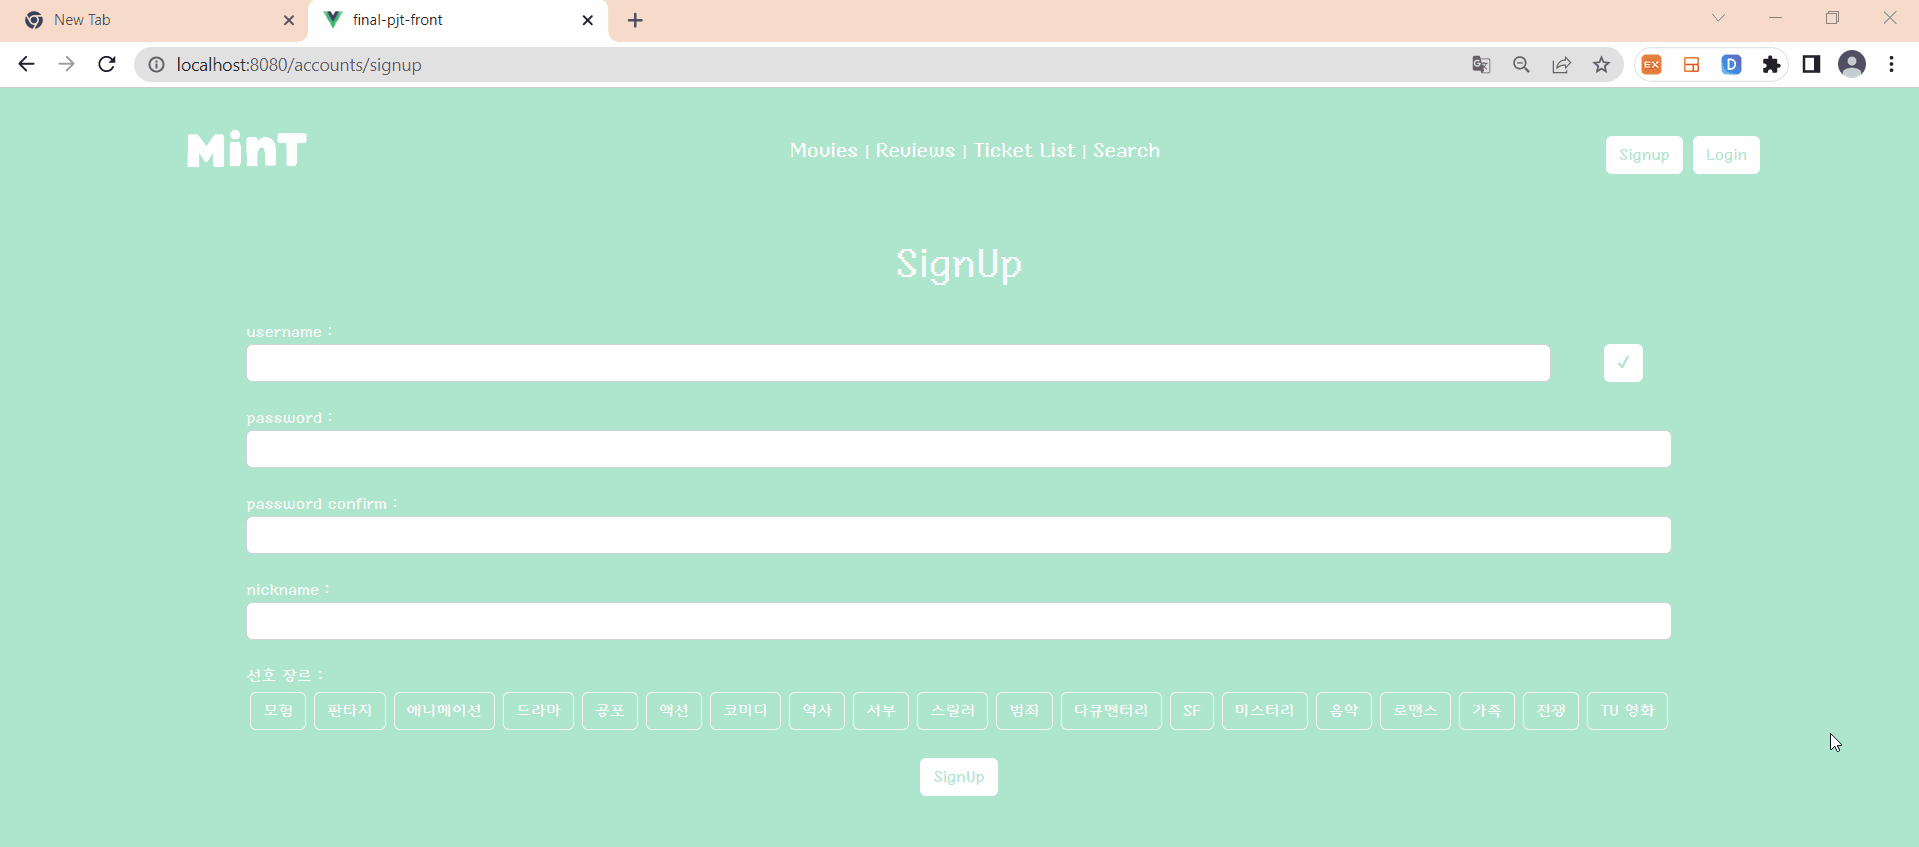 New Tab
final-pjt-front
localhost:8080/accounts/signup
MinT
Movies | Reviews | Ticket List | Search
Signup
Login
SignUp
username :
✓
password :
password confirm :
nickname :
선호 장르 :
모험 판타지 애니메이션 드라마 공포 액션 코미디 역사 서부 스릴러 범죄 다큐멘터리 SF 미스터리 음악 로맨스 가족 전쟁 TV 영화
SignUp